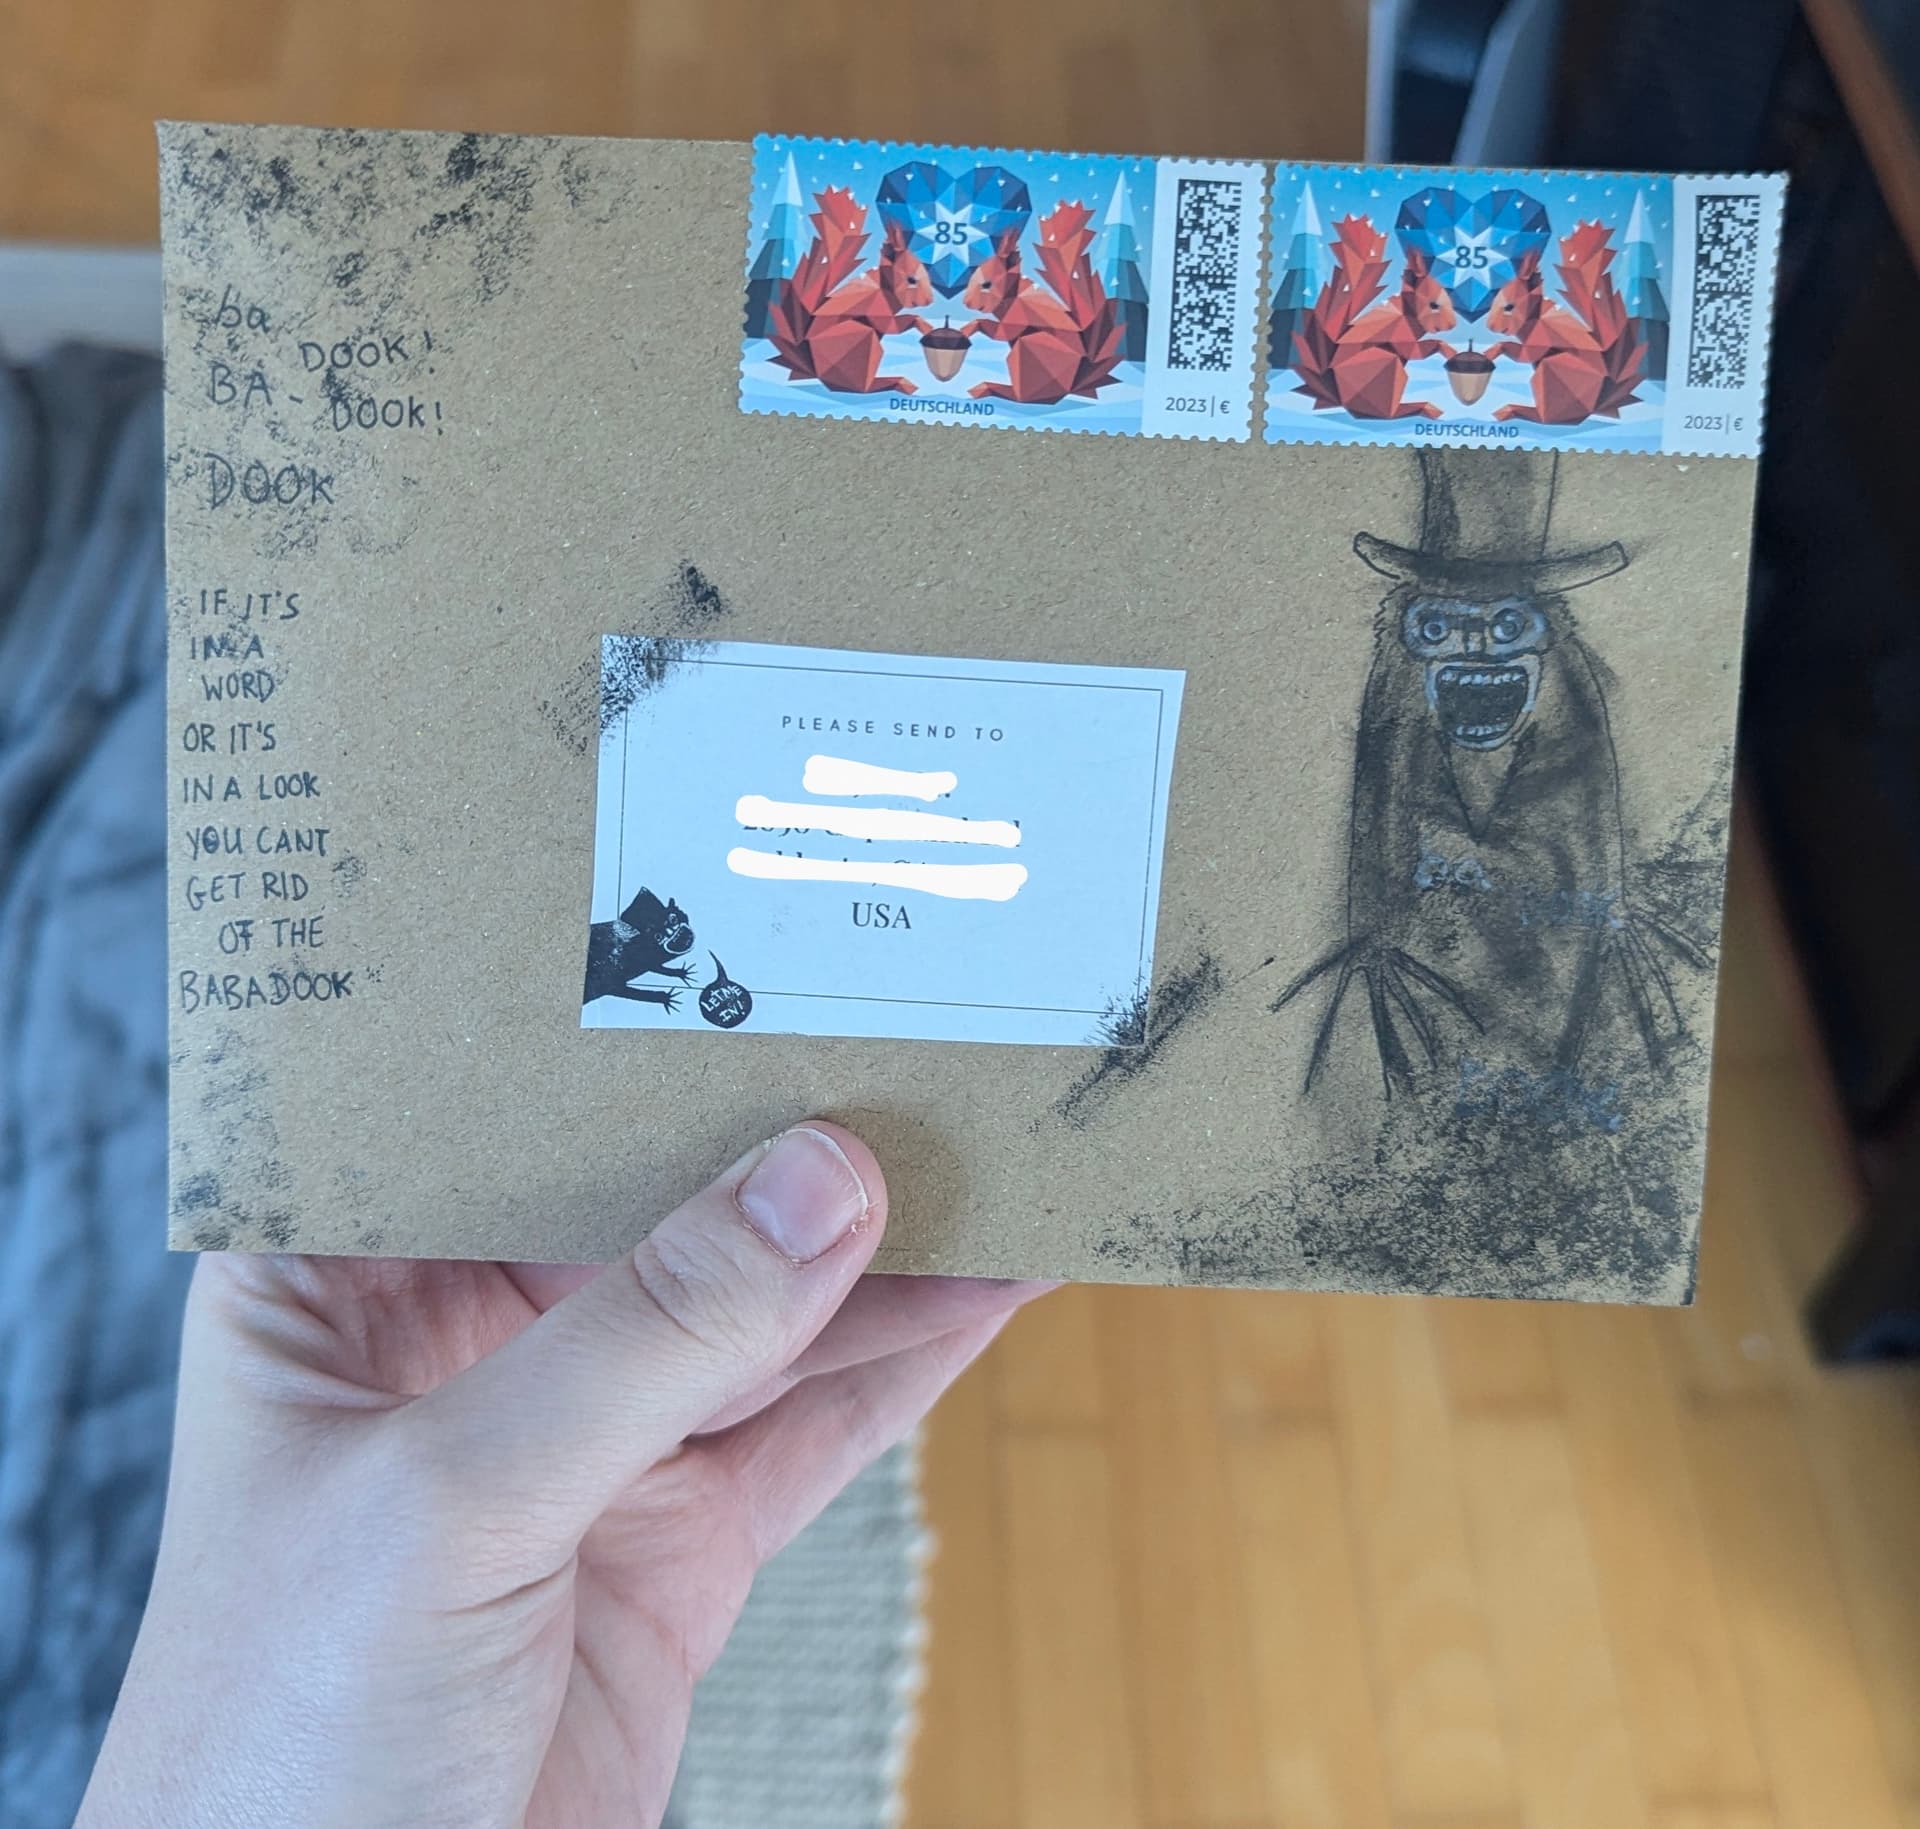 85
DEUTSCHLAND
2023 | €
85
DEUTSCHLAND
2023 | €
ba
DOOK!
BA-
DOOK!
DOOK
IF IT'S
IN A
WORD
OR IT'S
IN A LOOK
YOU CANT
GET RID
OF THE
BABADOOK
PLEASE SEND TO
USA
LET ME
IN!